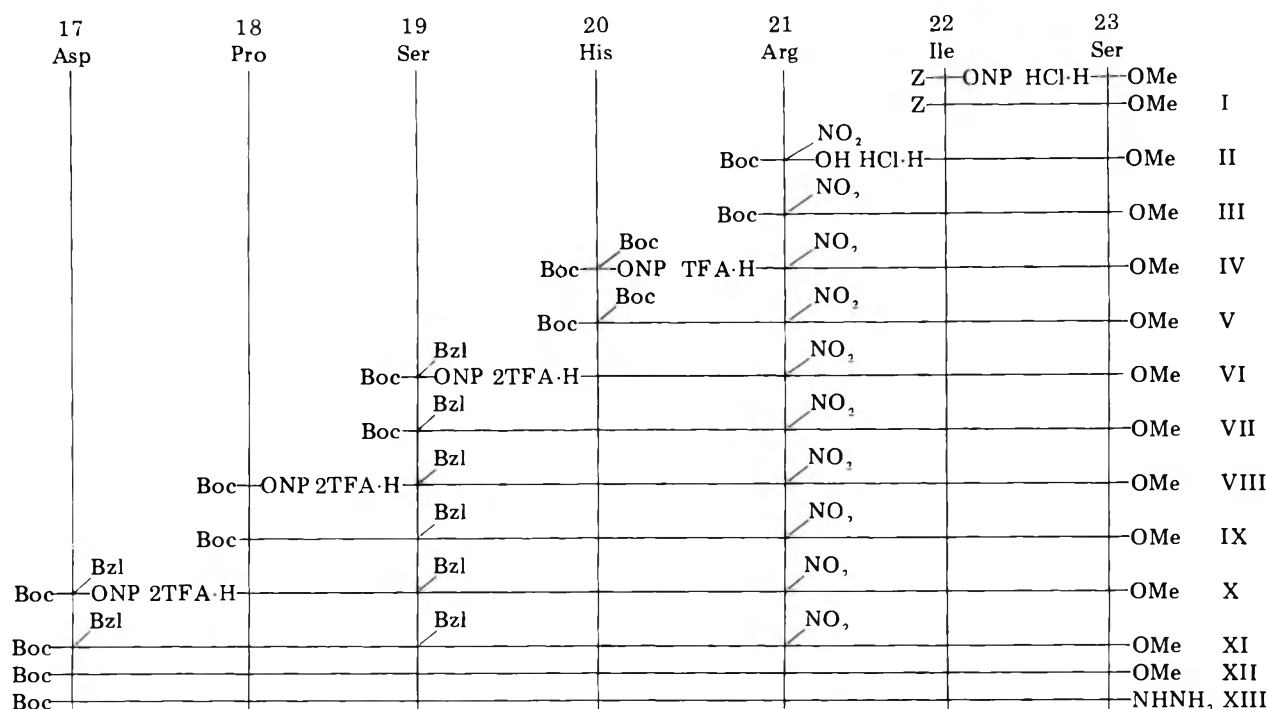 17 18 19 20 21 22 23
Asp Pro Ser His Arg Ile Ser
Z ONP HCl·H OMe
Z OMe I
NO₂
Boc OH HCl·H OMe II
NO₂
Boc OMe III
Boc NO₂
Boc ONP TFA·H OMe IV
Boc NO₂
Boc OMe V
Bzl NO₂
Boc ONP 2TFA·H OMe VI
Bzl NO₂
Boc OMe VII
Bzl NO₂
Boc ONP 2TFA·H OMe VIII
Bzl NO₂
Boc OMe IX
Bzl Bzl NO₂
Boc ONP 2TFA·H OMe X
Bzl Bzl NO₂
Boc OMe XI
Boc OMe XII
Boc NHNH₂ XIII